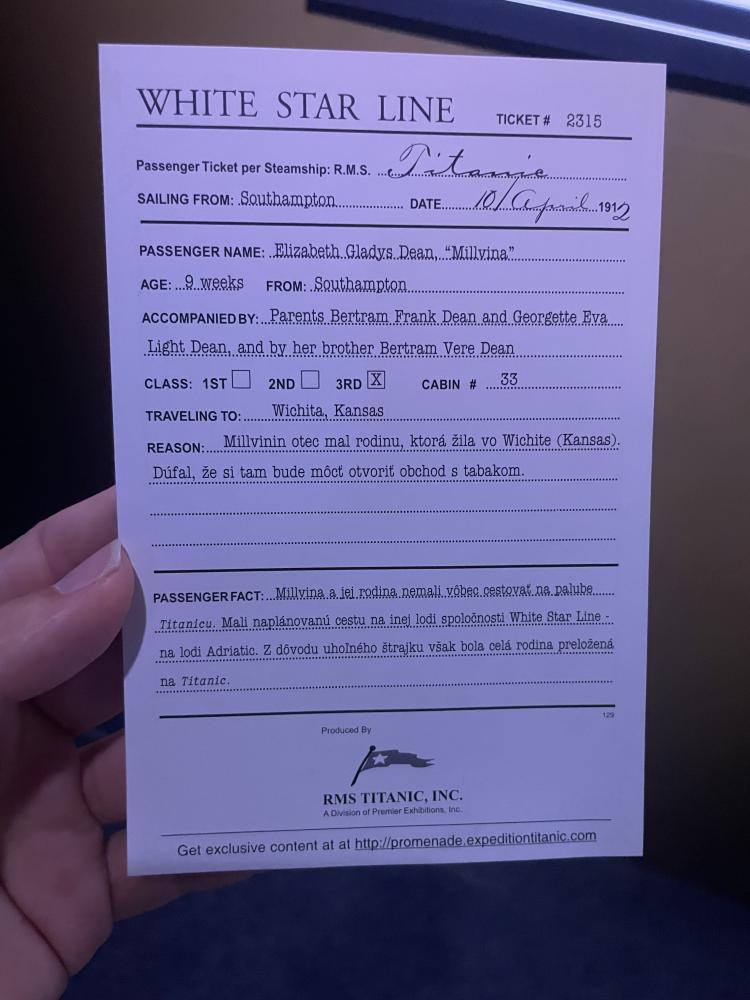 WHITE STAR LINE TICKET # 2315
Passenger Ticket per Steamship: R.M.S. Titanic
SAILING FROM: Southampton DATE 10/April 1912
PASSENGER NAME: Elizabeth Gladys Dean, “Millvina”
AGE: 9 weeks FROM: Southampton
ACCOMPANIED BY: Parents Bertram Frank Dean and Georgette Eva
Light Dean, and by her brother Bertram Vere Dean
CLASS: 1ST 2ND 3RD X CABIN # 33
TRAVELING TO: Wichita, Kansas
REASON: Millvinin otec mal rodinu, ktorá žila vo Wichite (Kansas).
Dúfal, že si tam bude môcť otvoriť obchod s tabakom.
PASSENGER FACT: Millvina a jej rodina nemali vôbec cestovať na palube
Titanicu. Mali naplánovanú cestu na inej lodi spoločnosti White Star Line -
na lodi Adriatic. Z dôvodu uhoľného štrajku však bola celá rodina preložená
na Titanic.
129
Produced By
RMS TITANIC, INC.
A Division of Premier Exhibitions, Inc.
Get exclusive content at at http://promenade.expeditiontitanic.com